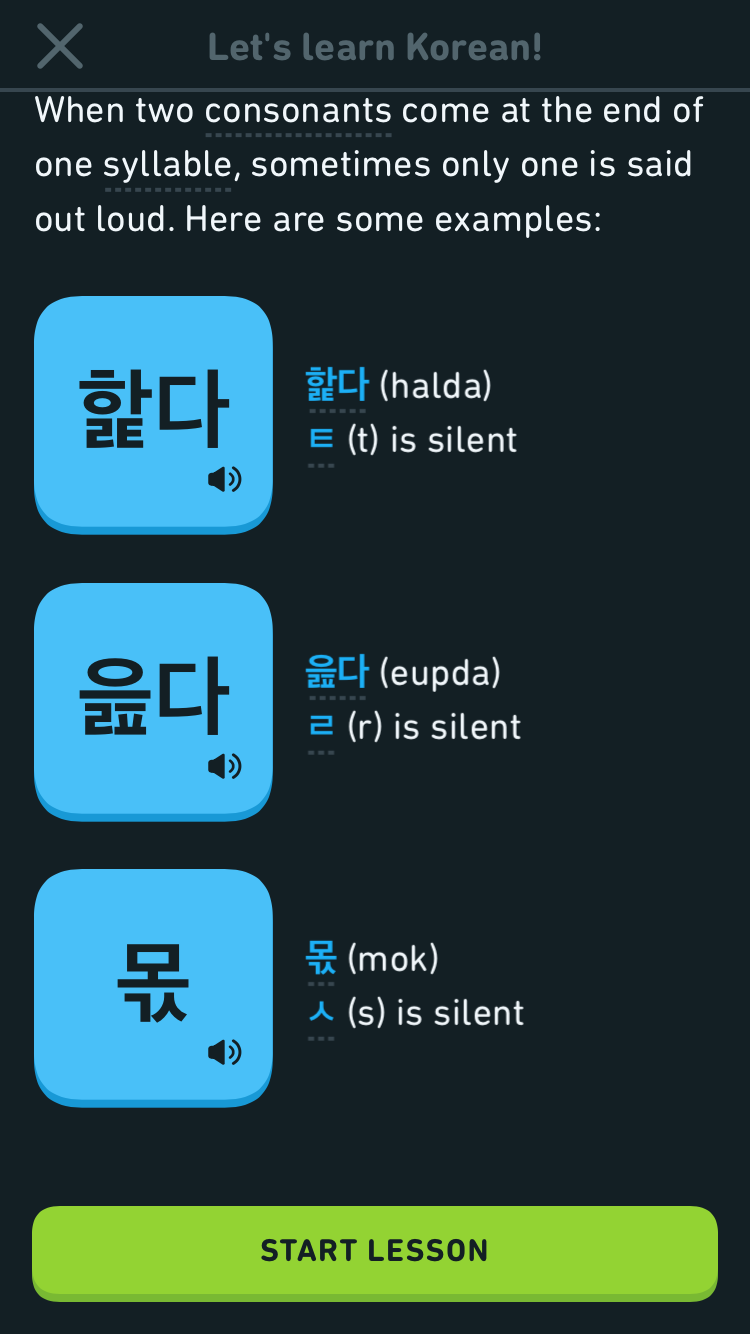 Let's learn Korean!
When two consonants come at the end of
one syllable, sometimes only one is said
out loud. Here are some examples:
핥다
핥다 (halda)
ㅌ (t) is silent
읊다
읊다 (eupda)
ㄹ (r) is silent
몫
몫 (mok)
ㅅ (s) is silent
START LESSON